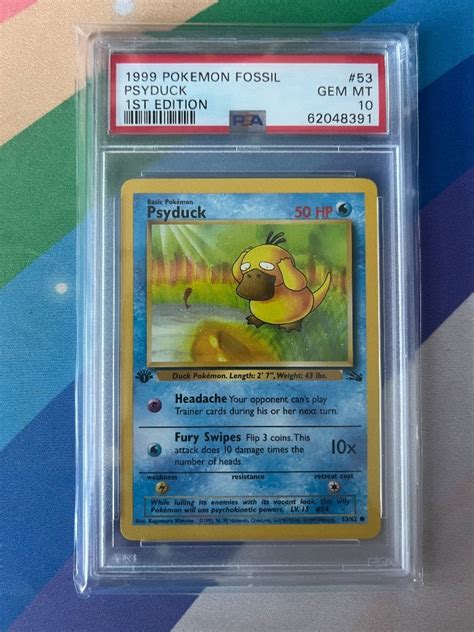 1999 POKEMON FOSSIL #53
PSYDUCK GEM MT
1ST EDITION 10
PSA 62048391
Basic Pokémon
Psyduck 50 HP
Duck Pokémon. Length: 2' 7", Weight: 43 lbs.
Headache Your opponent can't play
Trainer cards during his or her next turn.
Fury Swipes Flip 3 coins. This
attack does 10 damage times the
number of heads.
10x
weakness resistance retreat cost
While lulling its enemies with its vacant look, this wily
Pokémon will use psychokinetic powers. LV. 15 #54
53/62